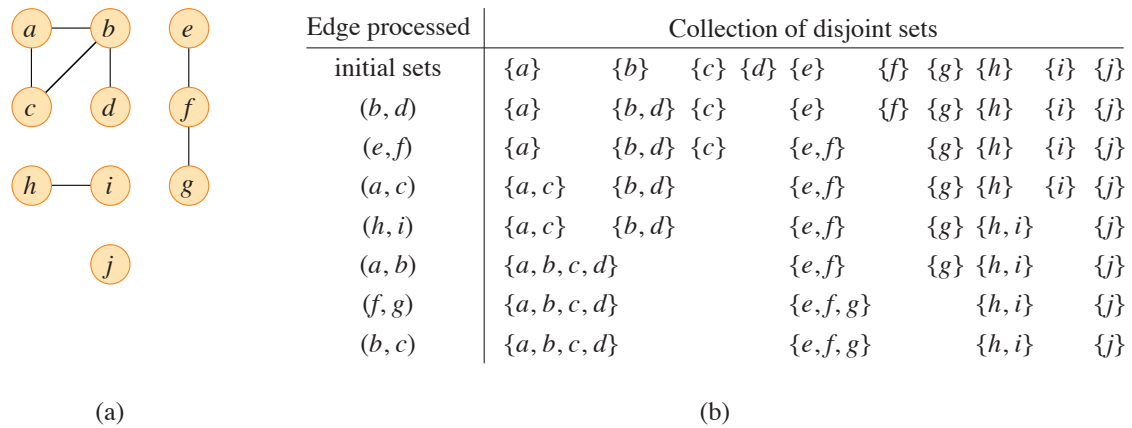 a b e
c d f
h i g
j
(a)
Edge processed Collection of disjoint sets
initial sets {a} {b} {c} {d} {e} {f} {g} {h} {i} {j}
(b, d) {a} {b, d} {c} {e} {f} {g} {h} {i} {j}
(e, f) {a} {b, d} {c} {e, f} {g} {h} {i} {j}
(a, c) {a, c} {b, d} {e, f} {g} {h} {i} {j}
(h, i) {a, c} {b, d} {e, f} {g} {h, i} {j}
(a, b) {a, b, c, d} {e, f} {g} {h, i} {j}
(f, g) {a, b, c, d} {e, f, g} {h, i} {j}
(b, c) {a, b, c, d} {e, f, g} {h, i} {j}
(b)